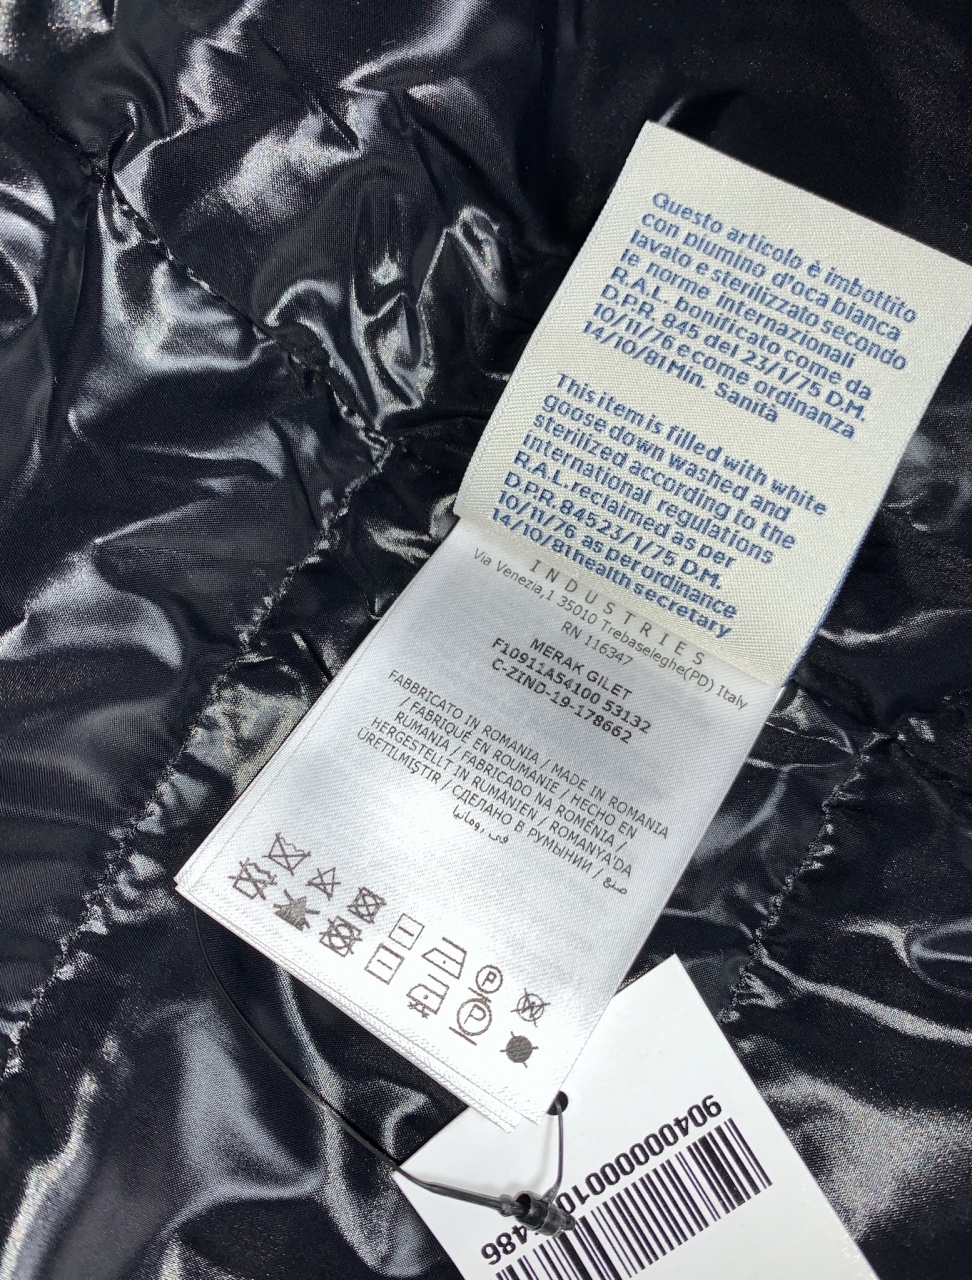 Questo articolo è imbottito
con piumino d'oca bianca
lavato e sterilizzato secondo
le norme internazionali
R.A.L. bonificato come da
D.P.R. 845 del 23/1/75 D.M.
10/11/76 e come ordinanza
14/10/81 Min. Sanità
This item is filled with white
goose down washed and
sterilized according to the
international regulations
R.A.L. reclaimed as per
D.P.R. 845 23/1/75 D.M.
10/11/76 as per ordinance
14/10/81 health secretary
INDUSTRIES
Via Venezia,1 35010 Trebaseleghe(PD) Italy
RN 116347
MERAK GILET
F10911A54100 53132
C-ZIND-19-178662
FABBRICATO IN ROMANIA / MADE IN ROMANIA
/ FABRIQUÉ EN ROUMANIE / HECHO EN
RUMANIA / FABRICADO NA ROMÉNIA /
HERGESTELLT IN RUMÄNIEN / ROMANYA'DA
ÜRETILMIŞTIR / СДЕЛАНО В РУМЫНИИ / صنع
في رومانيا
P
P